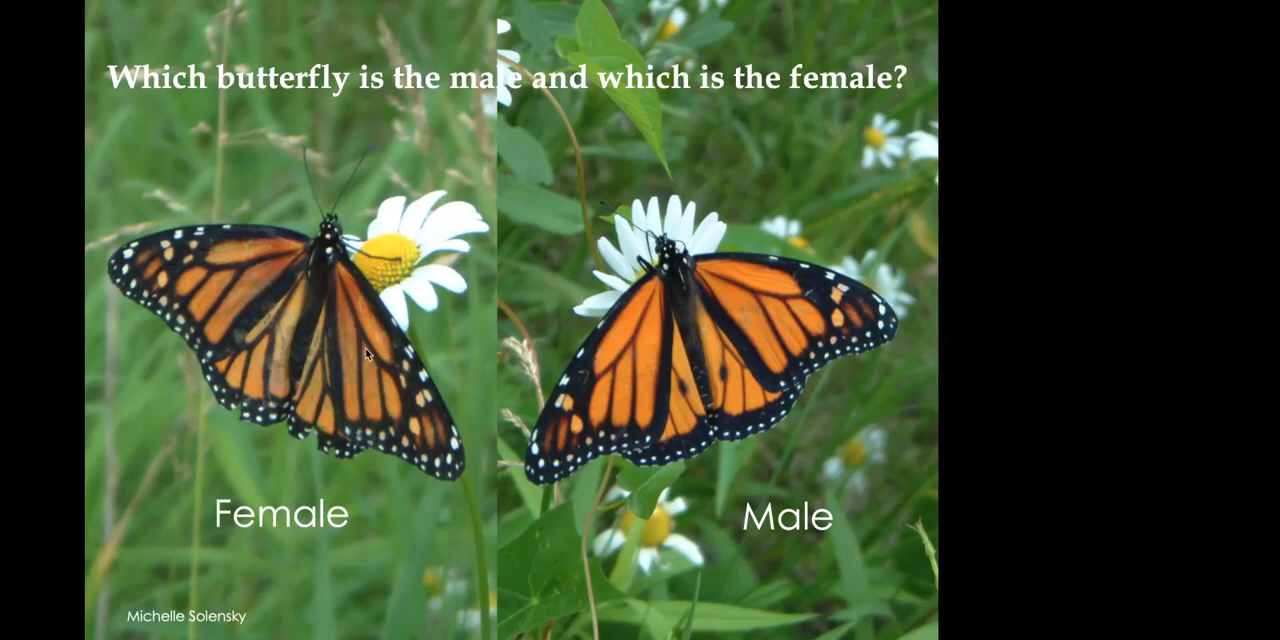 Which butterfly is the male and which is the female?
Female
Male
Michelle Solensky